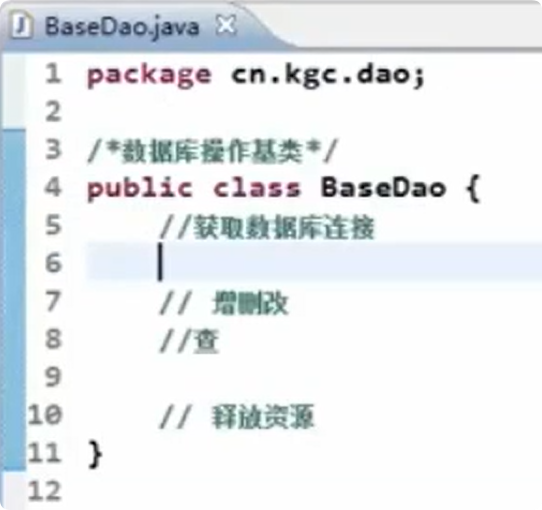 BaseDao.java
1 package cn.kgc.dao;
2
3 /*数据库操作基类*/
4 public class BaseDao {
5 //获取数据库连接
6
7 // 增删改
8 //查
9
10 // 释放资源
11 }
12